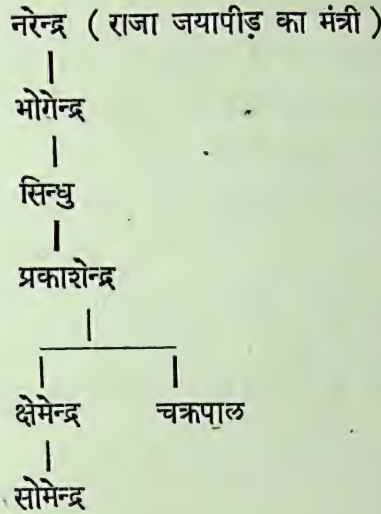 नरेन्द्र ( राजा जयापीड़ का मंत्री )
भोगेन्द्र
सिन्धु
प्रकाशेन्द्र
क्षेमेन्द्र चक्रपाल
सोमेन्द्र